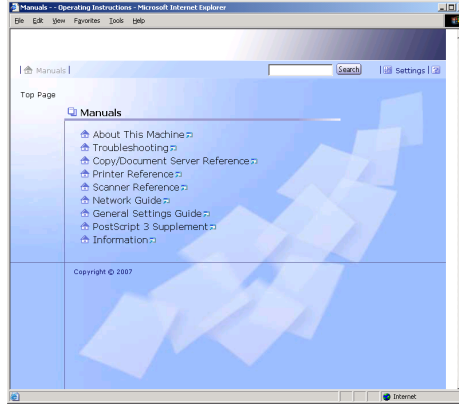 Manuals - - Operating Instructions - Microsoft Internet Explorer
File Edit View Favorites Tools Help
Manuals
Search
Settings
Top Page
Manuals
About This Machine
Troubleshooting
Copy/Document Server Reference
Printer Reference
Scanner Reference
Network Guide
General Settings Guide
PostScript 3 Supplement
Information
Copyright © 2007
Internet